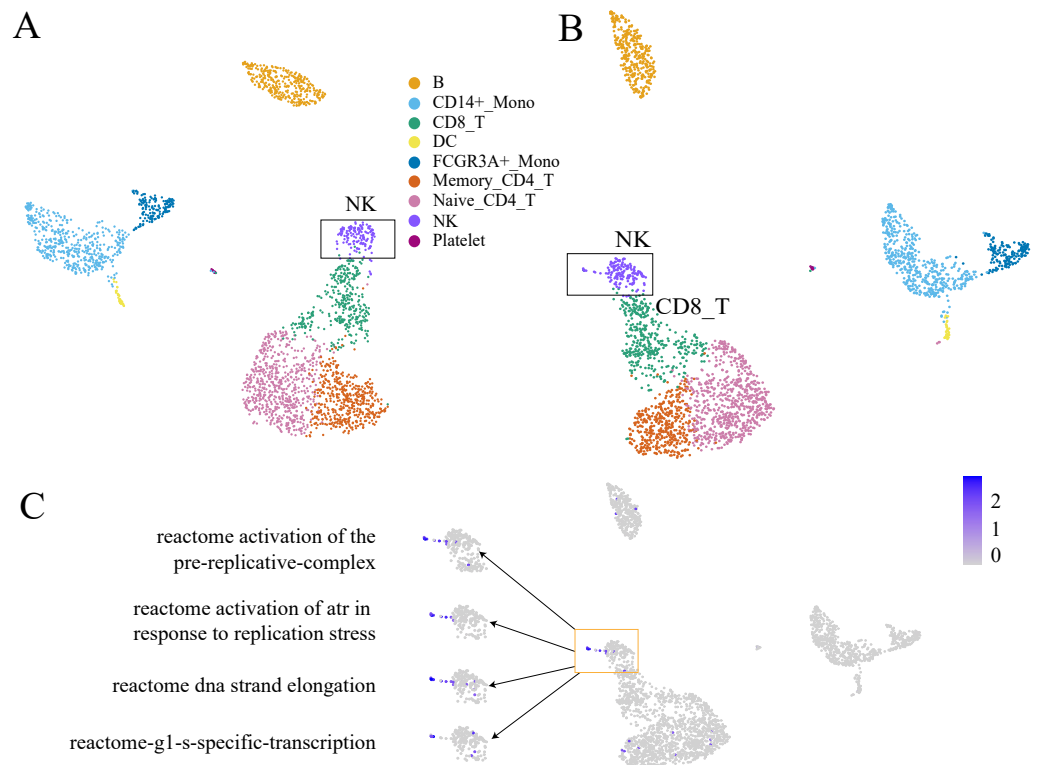 A
B
B
CD14+_Mono
CD8_T
DC
FCGR3A+_Mono
Memory_CD4_T
Naive_CD4_T
NK
Platelet
NK
NK
CD8_T
C
reactome activation of the
pre-replicative-complex
reactome activation of atr in
response to replication stress
reactome dna strand elongation
reactome-g1-s-specific-transcription
2
1
0